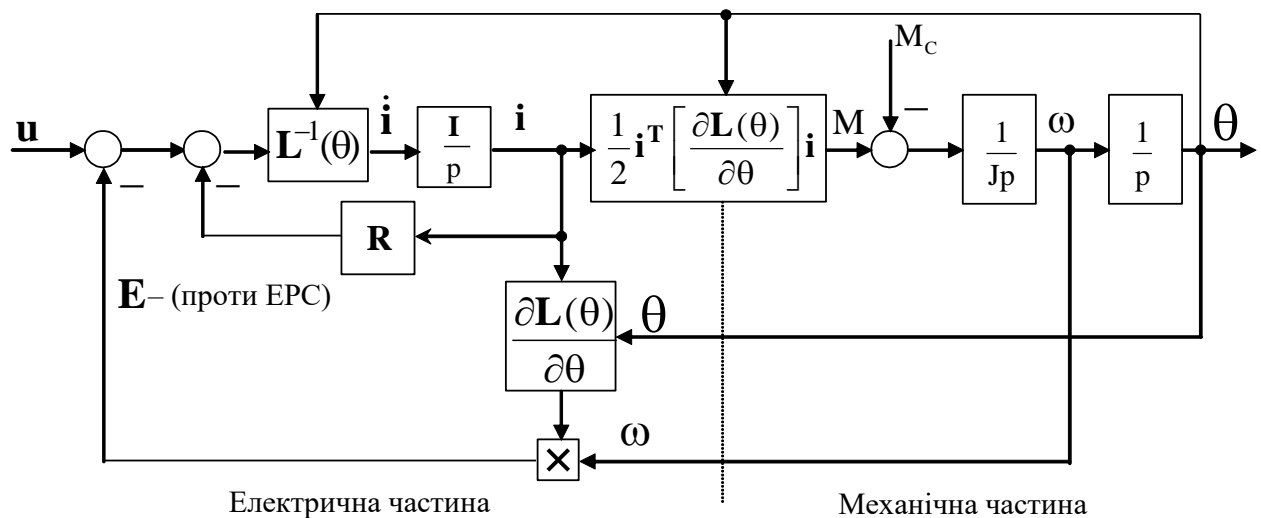 M_C
u
–
–
L⁻¹(θ)
i̇
I/p
i
1/2 i^T [∂L(θ)/∂θ] i
M
–
1/Jp
ω
1/p
θ
R
E – (проти ЕРС)
∂L(θ)/∂θ
θ
×
ω
Електрична частина
Механічна частина